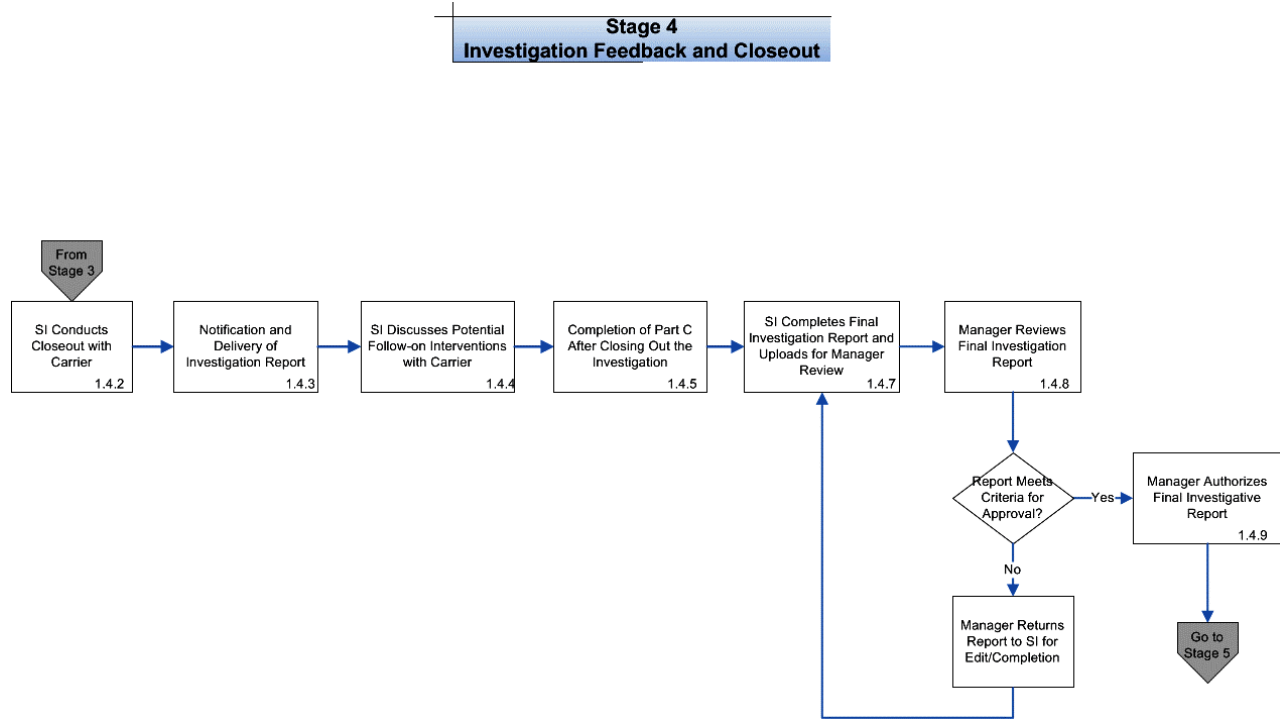 Stage 4
Investigation Feedback and Closeout
From
Stage 3
SI Conducts
Closeout with
Carrier
1.4.2
Notification and
Delivery of
Investigation Report
1.4.3
SI Discusses Potential
Follow-on Interventions
with Carrier
1.4.4
Completion of Part C
After Closing Out the
Investigation
1.4.5
SI Completes Final
Investigation Report and
Uploads for Manager
Review
1.4.7
Manager Reviews
Final Investigation
Report
1.4.8
Report Meets
Criteria for
Approval?
Yes
Manager Authorizes
Final Investigative
Report
1.4.9
No
Manager Returns
Report to SI for
Edit/Completion
Go to
Stage 5